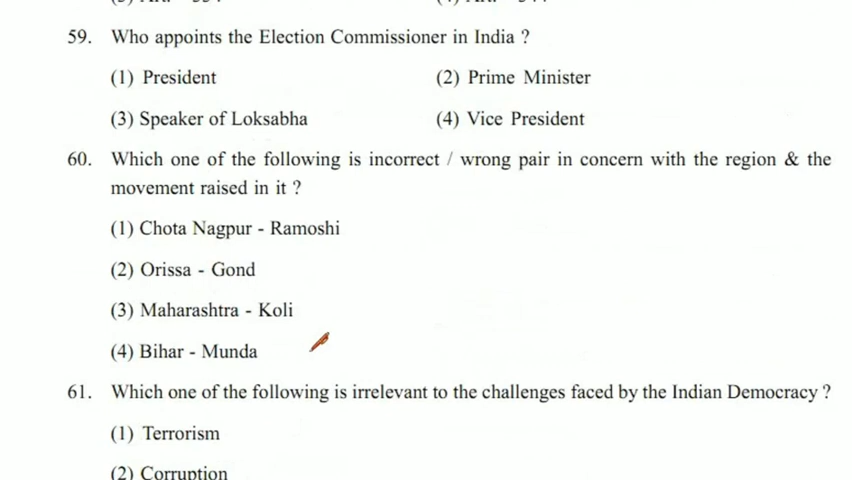 59. Who appoints the Election Commissioner in India ?
(1) President (2) Prime Minister
(3) Speaker of Loksabha (4) Vice President
60. Which one of the following is incorrect / wrong pair in concern with the region & the
movement raised in it ?
(1) Chota Nagpur - Ramoshi
(2) Orissa - Gond
(3) Maharashtra - Koli
(4) Bihar - Munda
61. Which one of the following is irrelevant to the challenges faced by the Indian Democracy ?
(1) Terrorism
(2) Corruption